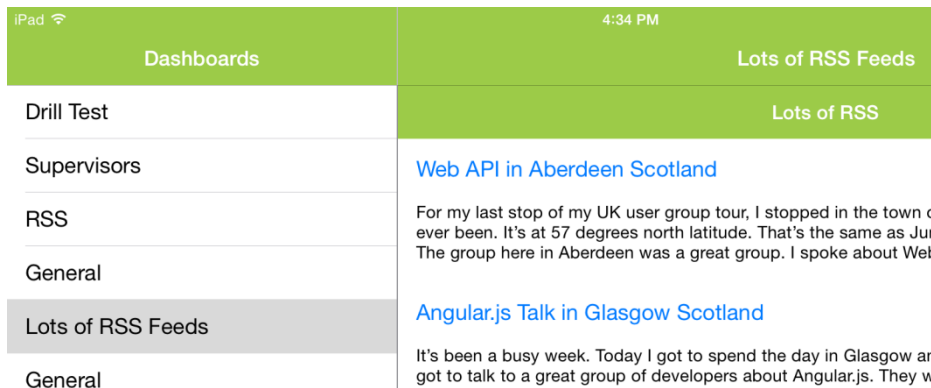 iPad
4:34 PM
Dashboards
Lots of RSS Feeds
Drill Test
Supervisors
RSS
General
Lots of RSS Feeds
General
Lots of RSS
Web API in Aberdeen Scotland
For my last stop of my UK user group tour, I stopped in the town
ever been. It’s at 57 degrees north latitude. That’s the same as
The group here in Aberdeen was a great group. I spoke about
Angular.js Talk in Glasgow Scotland
It’s been a busy week. Today I got to spend the day in Glasgow
got to talk to a great group of developers about Angular.js. They